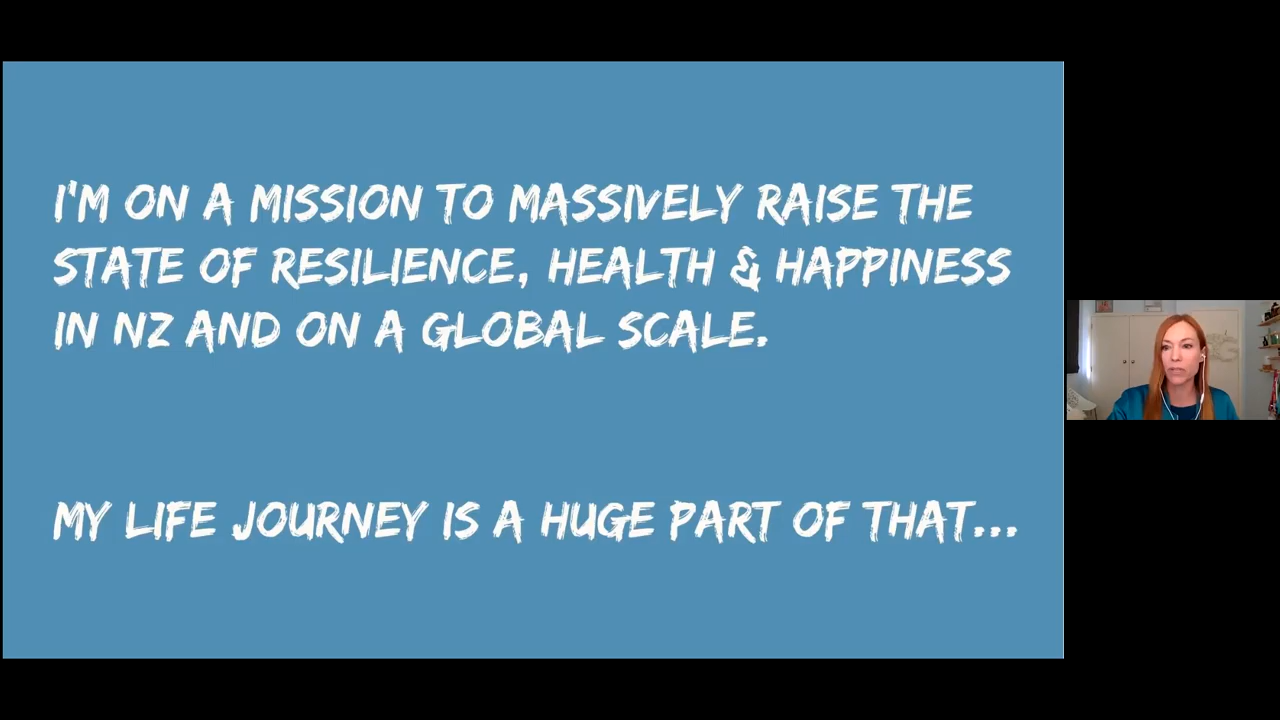 I'M ON A MISSION TO MASSIVELY RAISE THE
STATE OF RESILIENCE, HEALTH & HAPPINESS
IN NZ AND ON A GLOBAL SCALE.
MY LIFE JOURNEY IS A HUGE PART OF THAT...